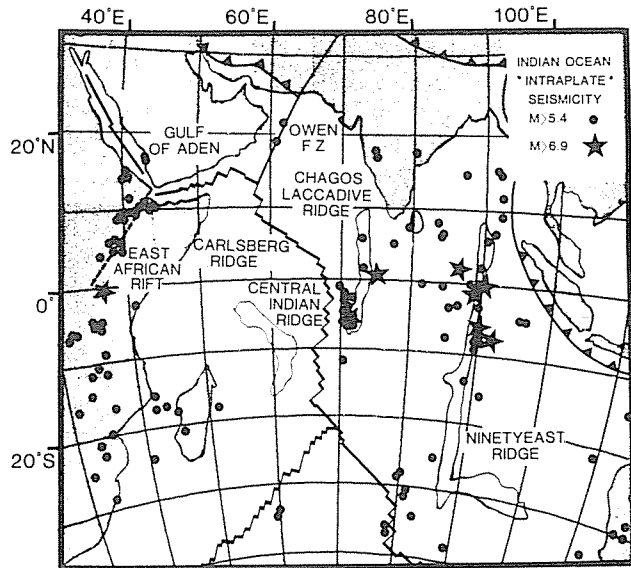 40°E 60°E 80°E 100°E
INDIAN OCEAN
"INTRAPLATE"
SEISMICITY
M>5.4
M>6.9
20°N
GULF
OF ADEN
OWEN
F Z
CHAGOS
LACCADIVE
RIDGE
EAST
AFRICAN
RIFT
CARLSBERG
RIDGE
0°
CENTRAL
INDIAN
RIDGE
20°S
NINETYEAST
RIDGE